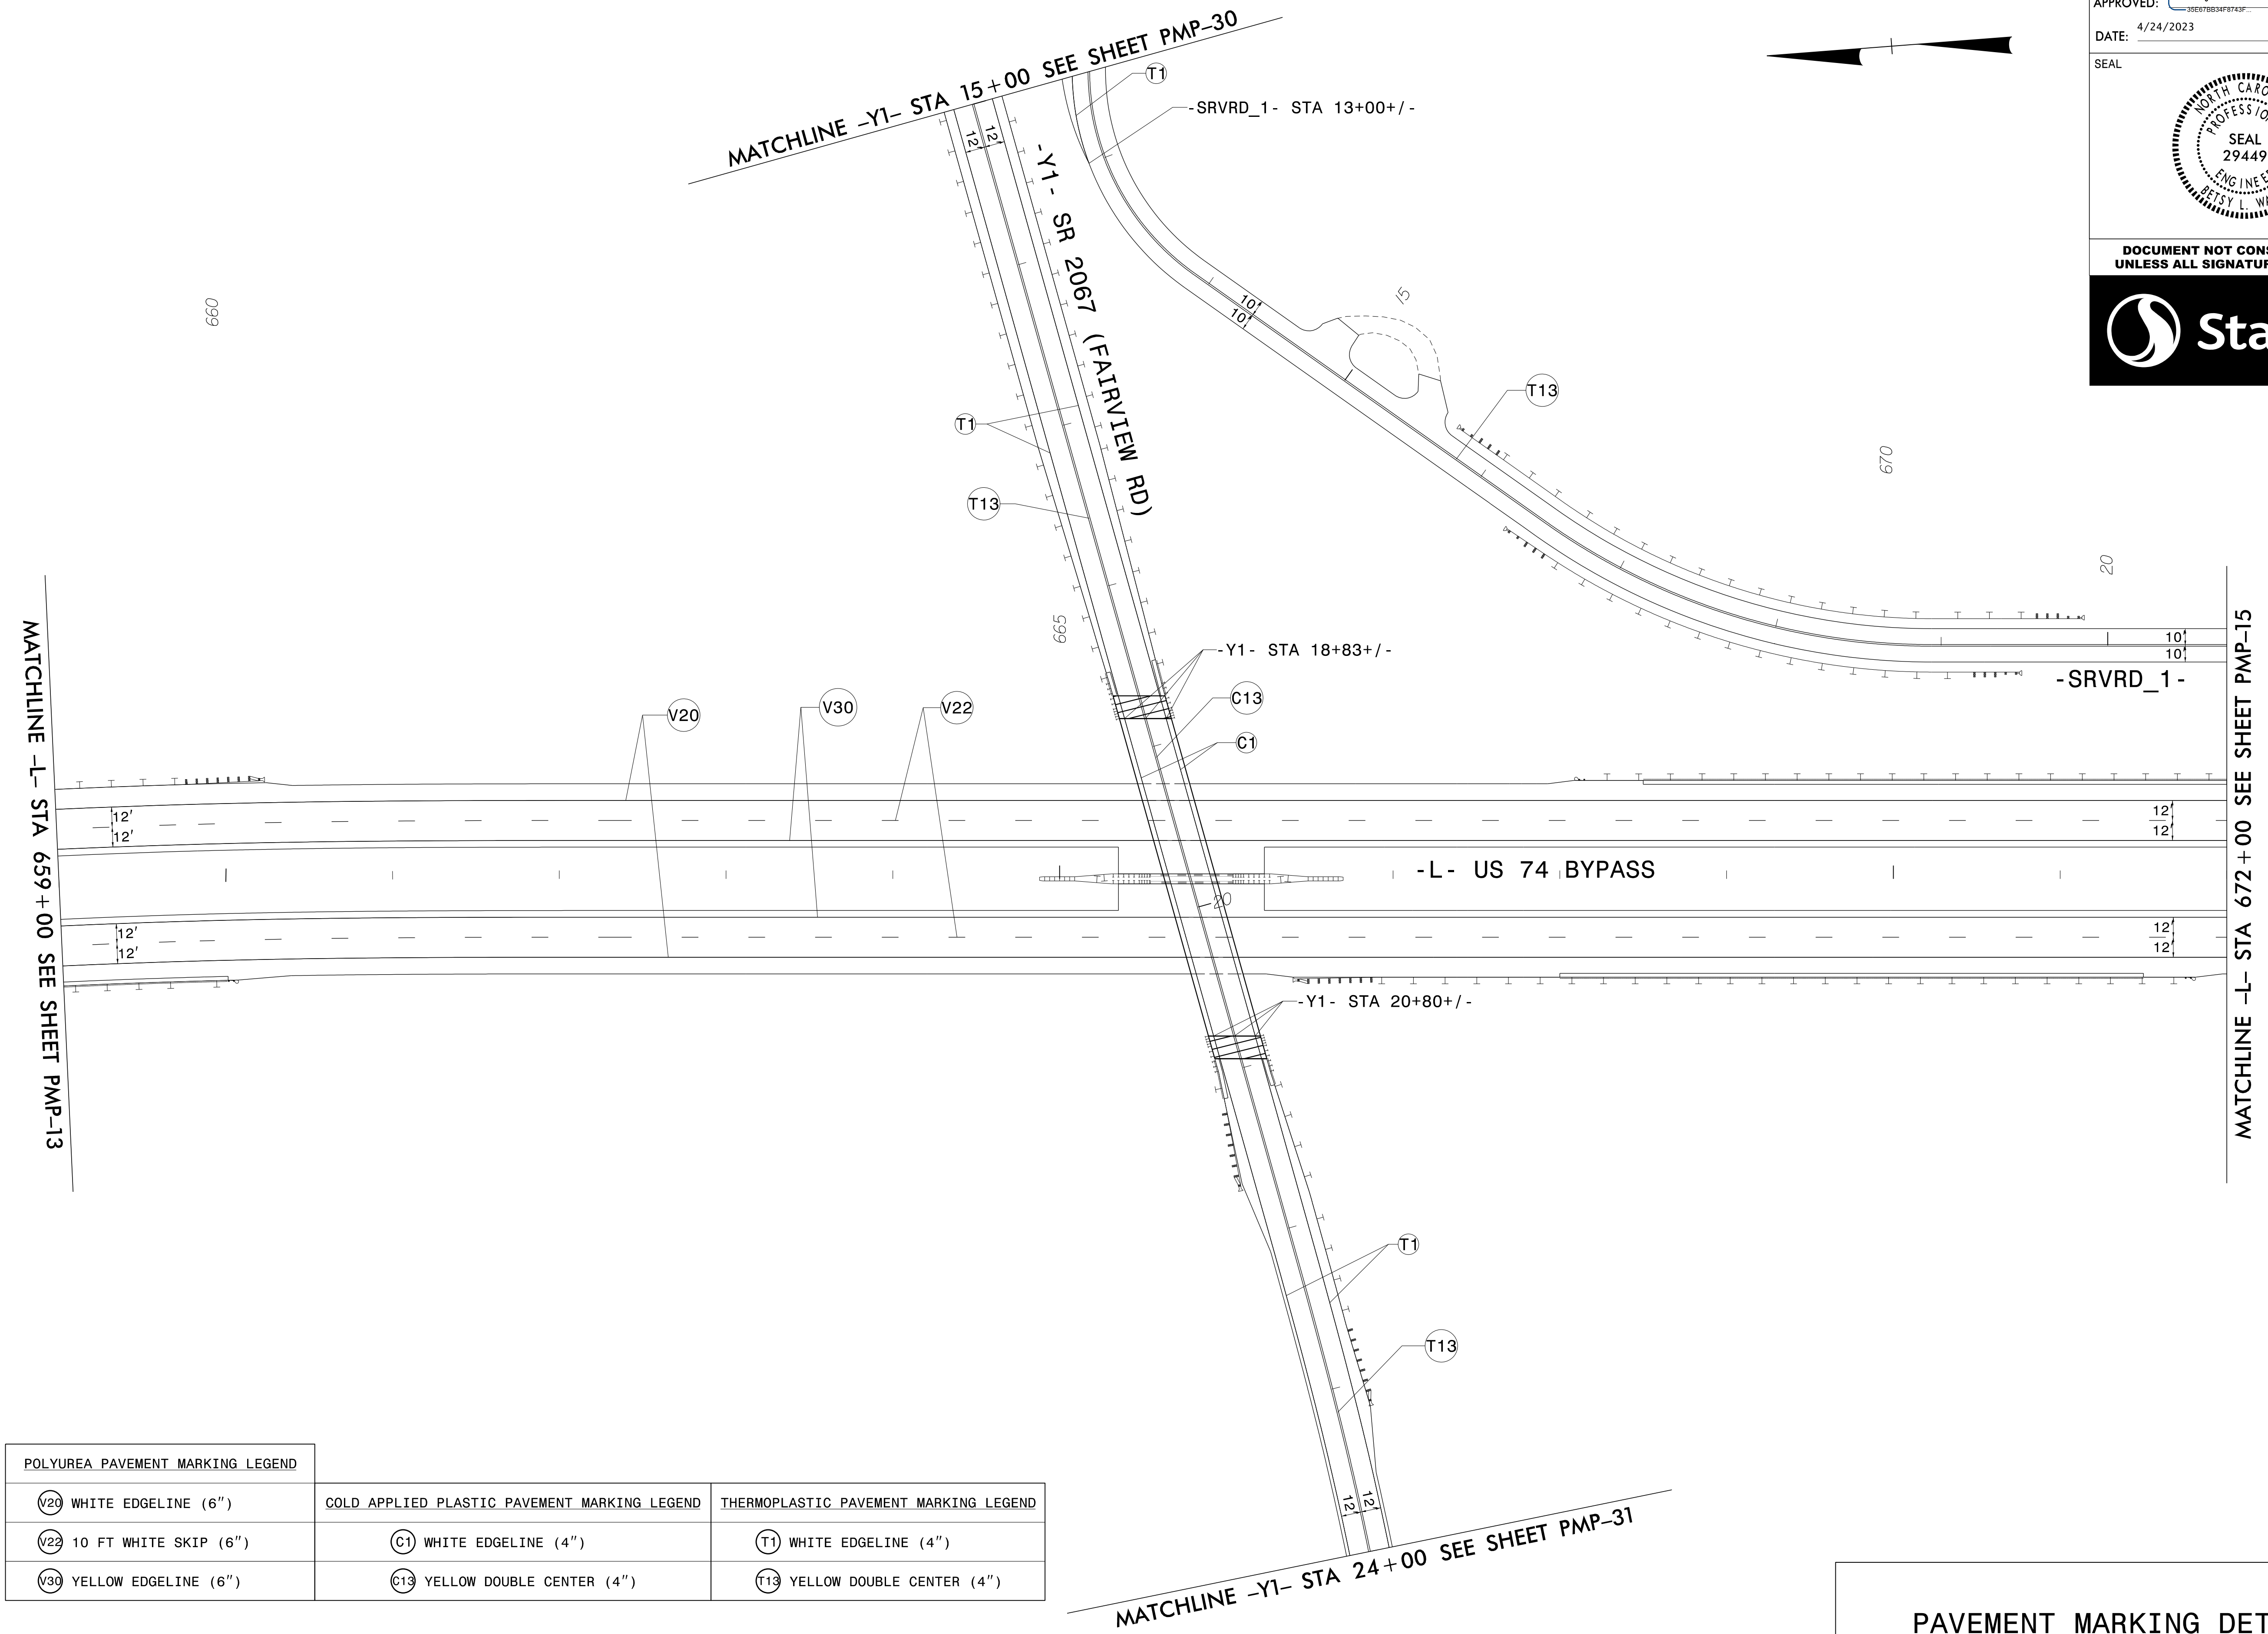 APPROVED:
35E67BB34F8743F...
DATE: 4/24/2023
SEAL
NORTH CARO
PROFESSIO
SEAL
29449
ENGINEE
BETSY L. WA
DOCUMENT NOT CONS
UNLESS ALL SIGNATUR
Sta
MATCHLINE -Y1- STA 15+00 SEE SHEET PMP-30
T1
-SRVRD_1- STA 13+00+/-
12'
12'
-Y1- SR 2067 (FAIRVIEW RD)
660
15
10'
10'
T13
T1
670
T13
20
665
-Y1- STA 18+83+/-
10'
10'
-SRVRD_1-
C13
V20
V30
V22
C1
MATCHLINE -L- STA 659+00 SEE SHEET PMP-13
MATCHLINE -L- STA 672+00 SEE SHEET PMP-15
12'
12'
12'
12'
-L- US 74 BYPASS
20
12'
12'
12'
12'
-Y1- STA 20+80+/-
T1
T13
12'
12'
MATCHLINE -Y1- STA 24+00 SEE SHEET PMP-31
POLYUREA PAVEMENT MARKING LEGEND
V20 WHITE EDGELINE (6")
V22 10 FT WHITE SKIP (6")
V30 YELLOW EDGELINE (6")
COLD APPLIED PLASTIC PAVEMENT MARKING LEGEND
C1 WHITE EDGELINE (4")
C13 YELLOW DOUBLE CENTER (4")
THERMOPLASTIC PAVEMENT MARKING LEGEND
T1 WHITE EDGELINE (4")
T13 YELLOW DOUBLE CENTER (4")
PAVEMENT MARKING DET